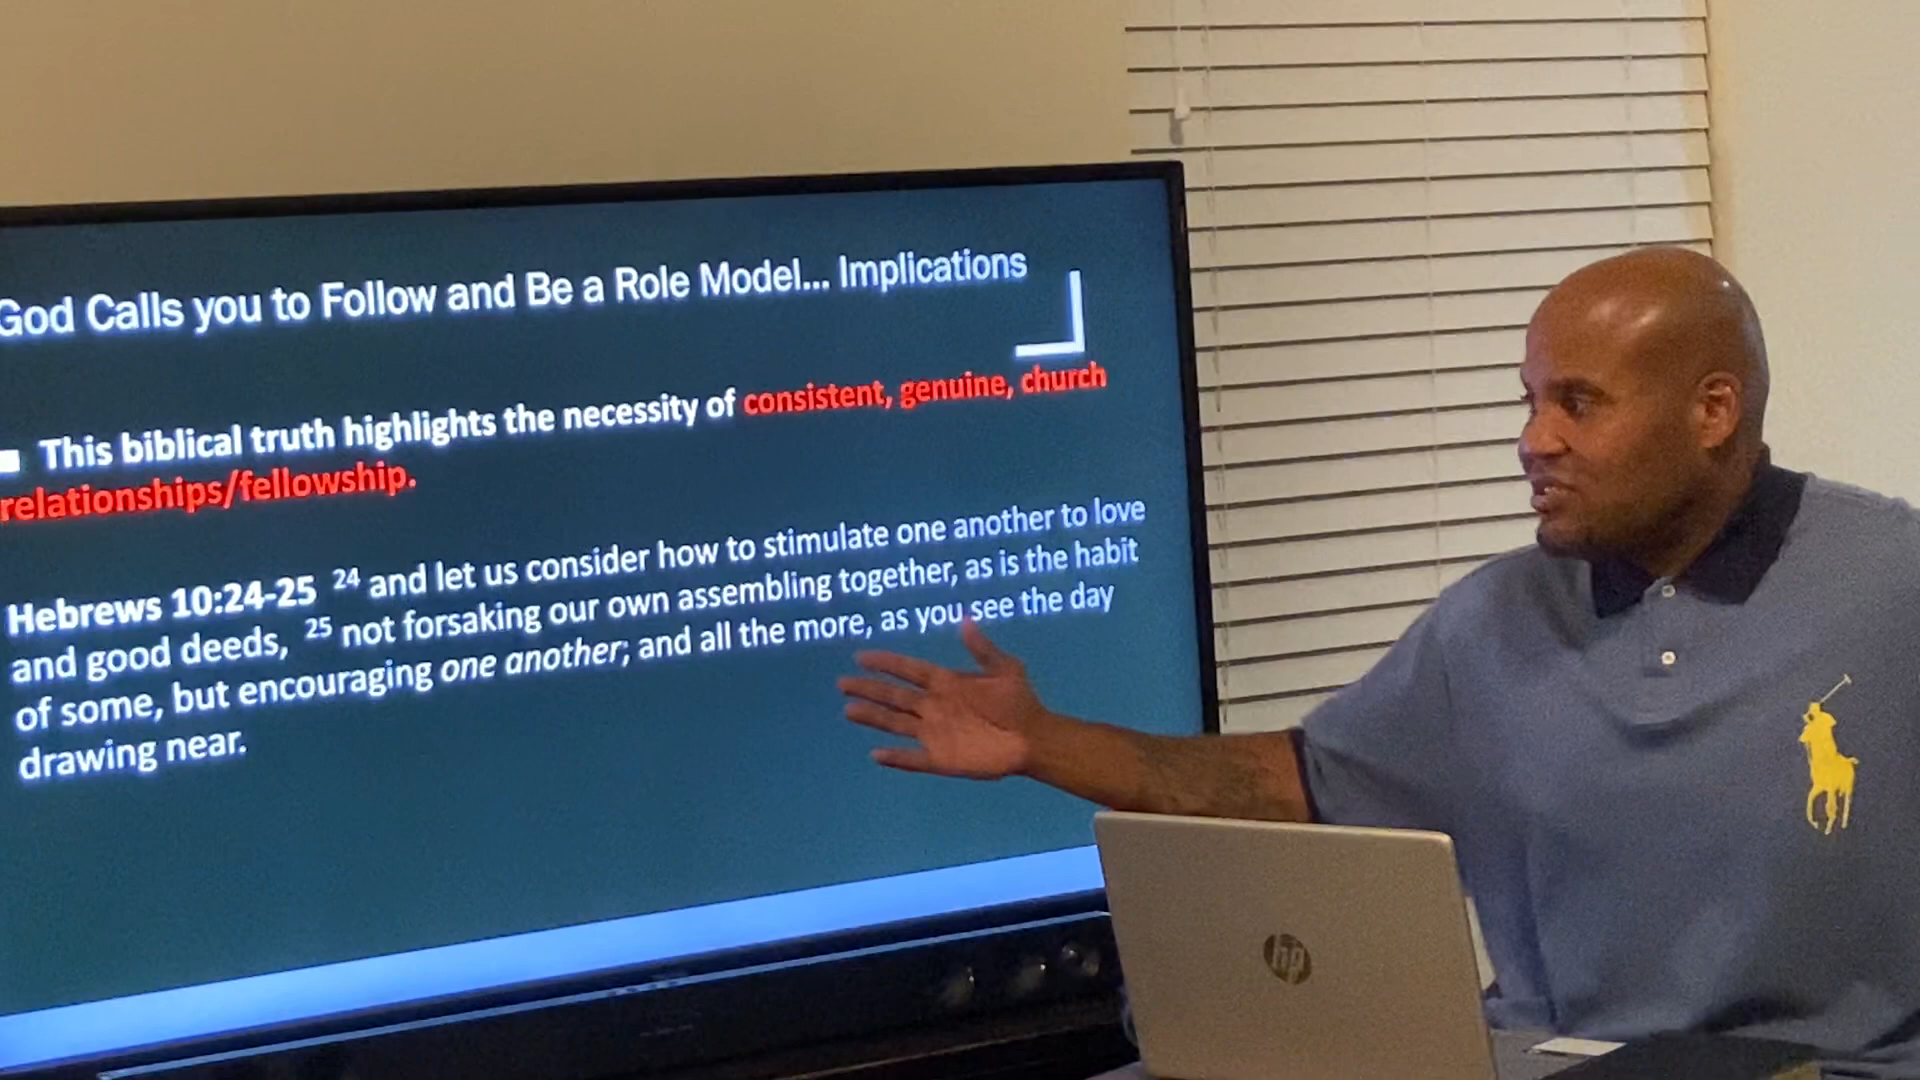 God Calls you to Follow and Be a Role Model... Implications
This biblical truth highlights the necessity of consistent, genuine, church
relationships/fellowship.
Hebrews 10:24-25 24 and let us consider how to stimulate one another to love
and good deeds, 25 not forsaking our own assembling together, as is the habit
of some, but encouraging one another; and all the more, as you see the day
drawing near.
hp